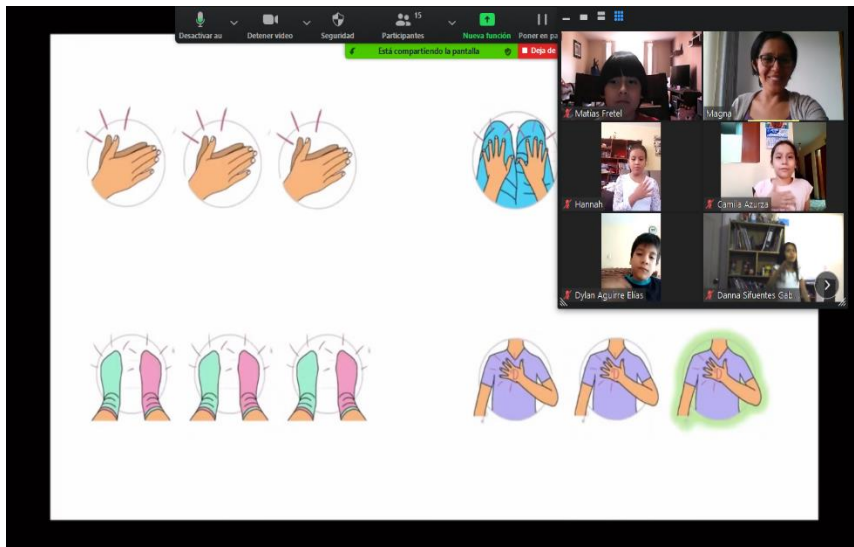 15
Desactivar au
Detener video
Seguridad
Participantes
Nueva función
Poner en pa
Está compartiendo la pantalla
Deja de
Matias Fretel
Magna
Hannah
Camila Azurza
Dylan Aguirre Elias
Danna Sifuentes Gab...